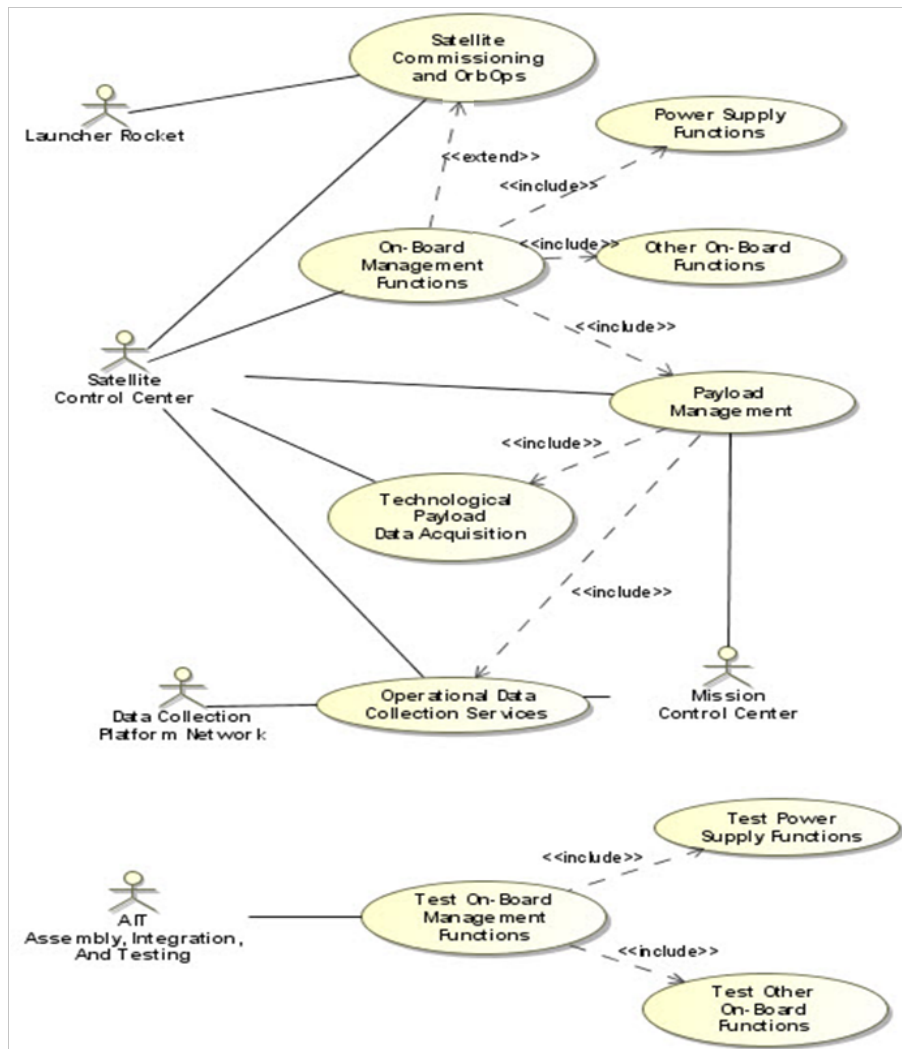 Satellite
Commissioning
and OrbOps
Launcher Rocket
Power Supply
Functions
<<extend>>
<<include>>
On-Board
Management
Functions
<<include>>
Other On-Board
Functions
<<include>>
Satellite
Control Center
Payload
Management
<<include>>
Technological
Payload
Data Acquisition
<<include>>
Operational Data
Collection Services
Mission
Control Center
Data Collection
Platform Network
Test Power
Supply Functions
<<include>>
AIT
Assembly, Integration,
And Testing
Test On-Board
Management
Functions
<<include>>
Test Other
On-Board
Functions